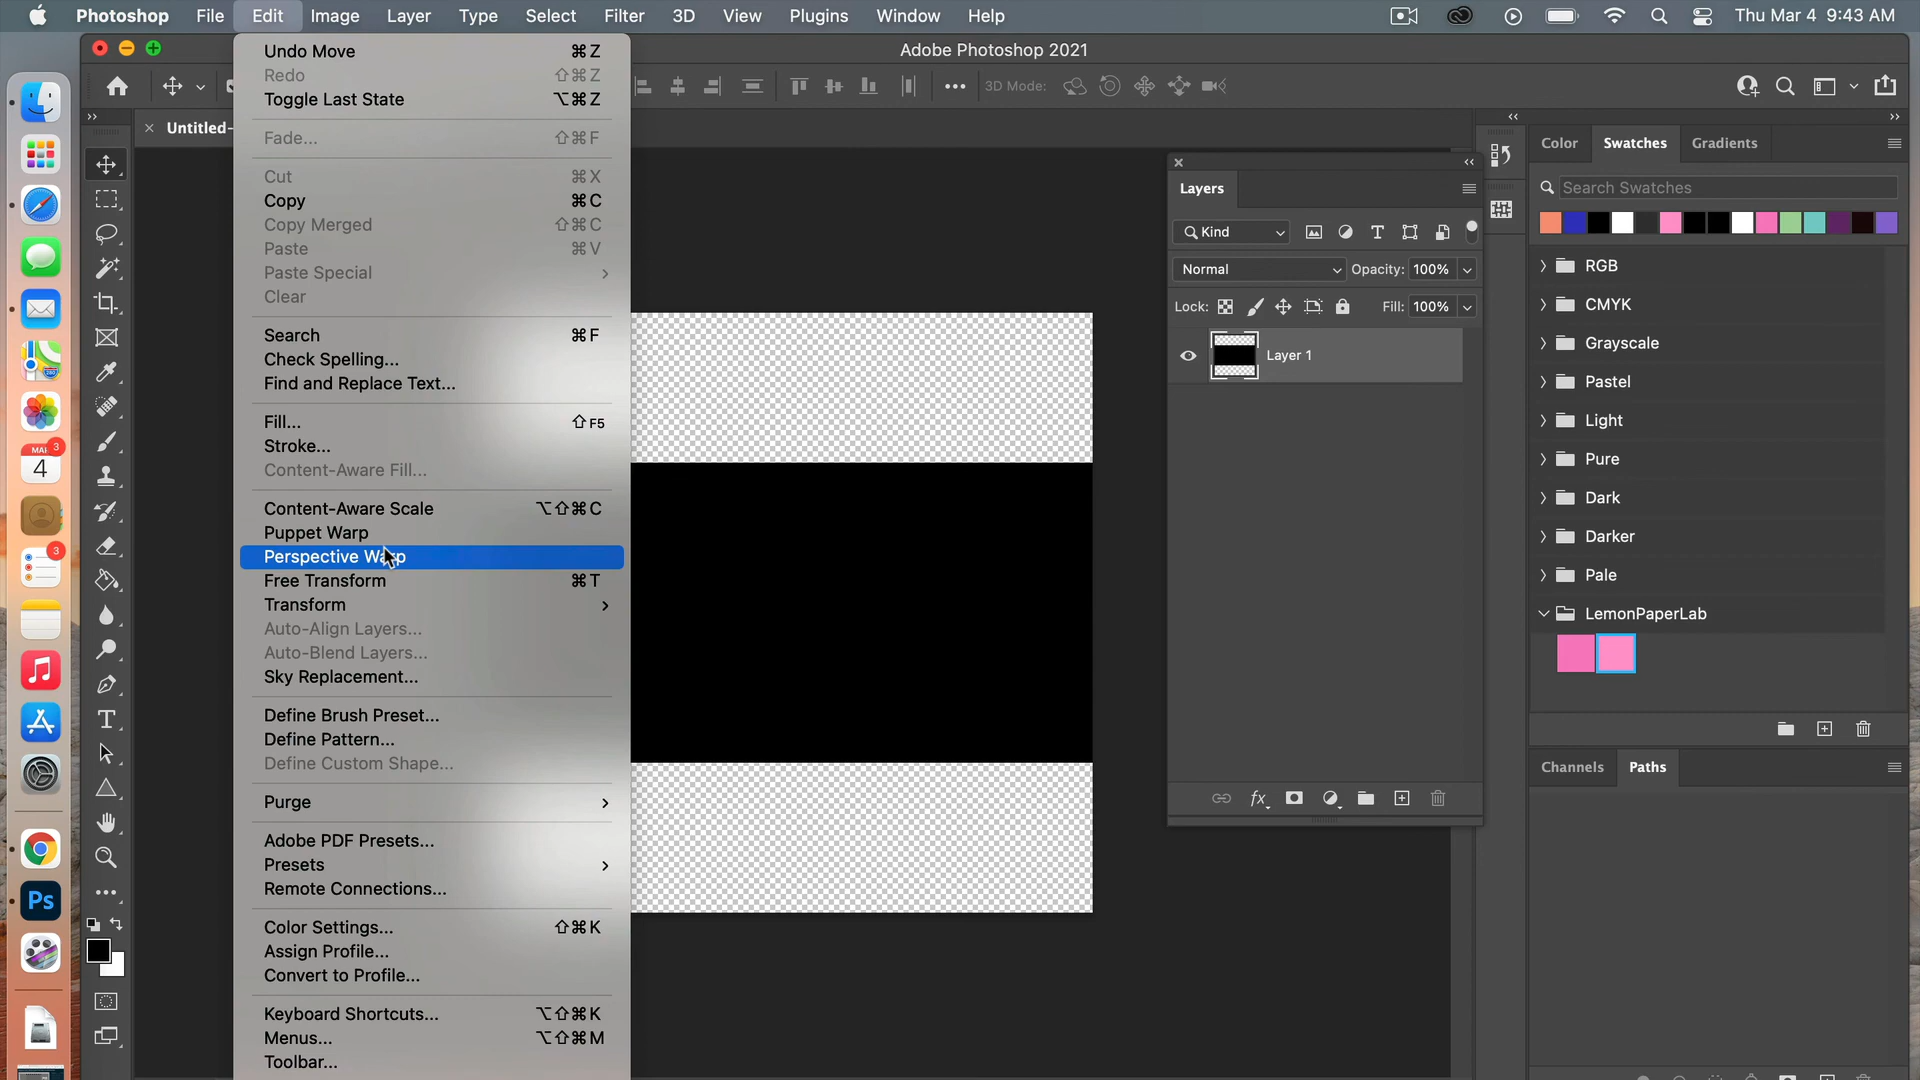 Photoshop File Edit Image Layer Type Select Filter 3D View Plugins Window Help Thu Mar 4 9:43 AM
Adobe Photoshop 2021
3D Mode:
Untitled-
Undo Move ⌘Z
Redo ⇧⌘Z
Toggle Last State ⌥⌘Z
Fade... ⇧⌘F
Cut ⌘X
Copy ⌘C
Copy Merged ⇧⌘C
Paste ⌘V
Paste Special
Clear
Search ⌘F
Check Spelling...
Find and Replace Text...
Fill... ⇧F5
Stroke...
Content-Aware Fill...
Content-Aware Scale ⌥⇧⌘C
Puppet Warp
Perspective Warp
Free Transform ⌘T
Transform
Auto-Align Layers...
Auto-Blend Layers...
Sky Replacement...
Define Brush Preset...
Define Pattern...
Define Custom Shape...
Purge
Adobe PDF Presets...
Presets
Remote Connections...
Color Settings... ⇧⌘K
Assign Profile...
Convert to Profile...
Keyboard Shortcuts... ⌥⇧⌘K
Menus... ⌥⇧⌘M
Toolbar...
Layers
Kind
Normal Opacity: 100%
Lock: Fill: 100%
Layer 1
fx
Color Swatches Gradients
Search Swatches
RGB
CMYK
Grayscale
Pastel
Light
Pure
Dark
Darker
Pale
LemonPaperLab
Channels Paths
MAR 3
4
3
Ps